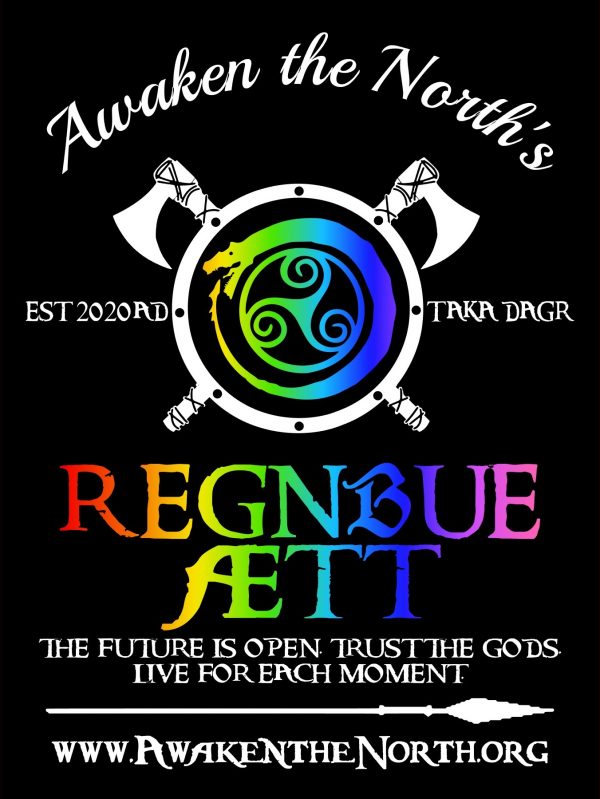 Awaken the North's
EST 2020AD
TAKA DAGR
REGNBUE
ÆTT
THE FUTURE IS OPEN. TRUST THE GODS.
LIVE FOR EACH MOMENT.
WWW.AWAKENTHENORTH.ORG